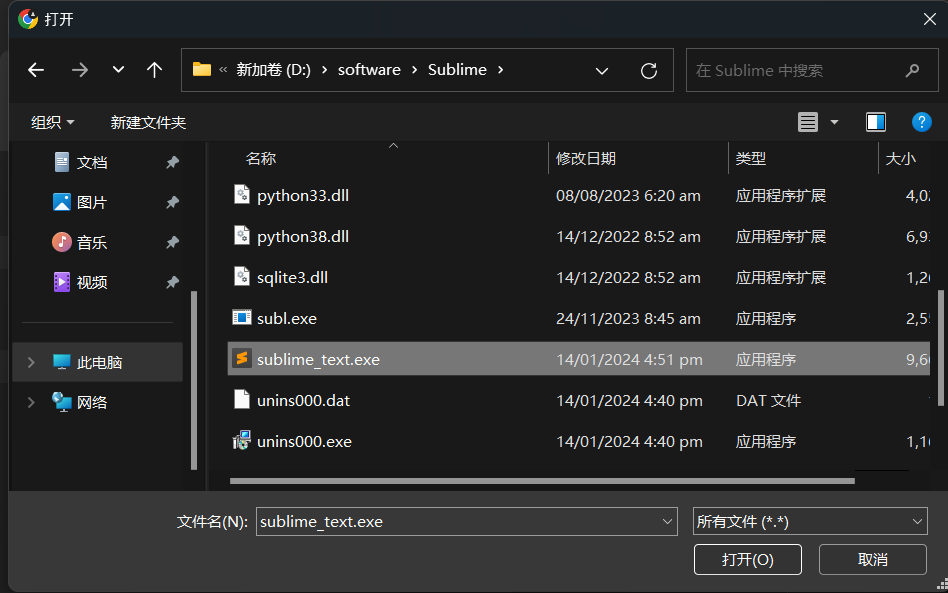 打开
« 新加卷 (D:) › software › Sublime ›
在 Sublime 中搜索
组织 新建文件夹
名称 修改日期 类型 大小
文档
图片
音乐
视频
此电脑
网络
python33.dll 08/08/2023 6:20 am 应用程序扩展 4,0
python38.dll 14/12/2022 8:52 am 应用程序扩展 6,9
sqlite3.dll 14/12/2022 8:52 am 应用程序扩展 1,2
subl.exe 24/11/2023 8:45 am 应用程序 2,5
sublime_text.exe 14/01/2024 4:51 pm 应用程序 9,6
unins000.dat 14/01/2024 4:40 pm DAT 文件
unins000.exe 14/01/2024 4:40 pm 应用程序 1,1
文件名(N): sublime_text.exe 所有文件 (*.*)
打开(O) 取消